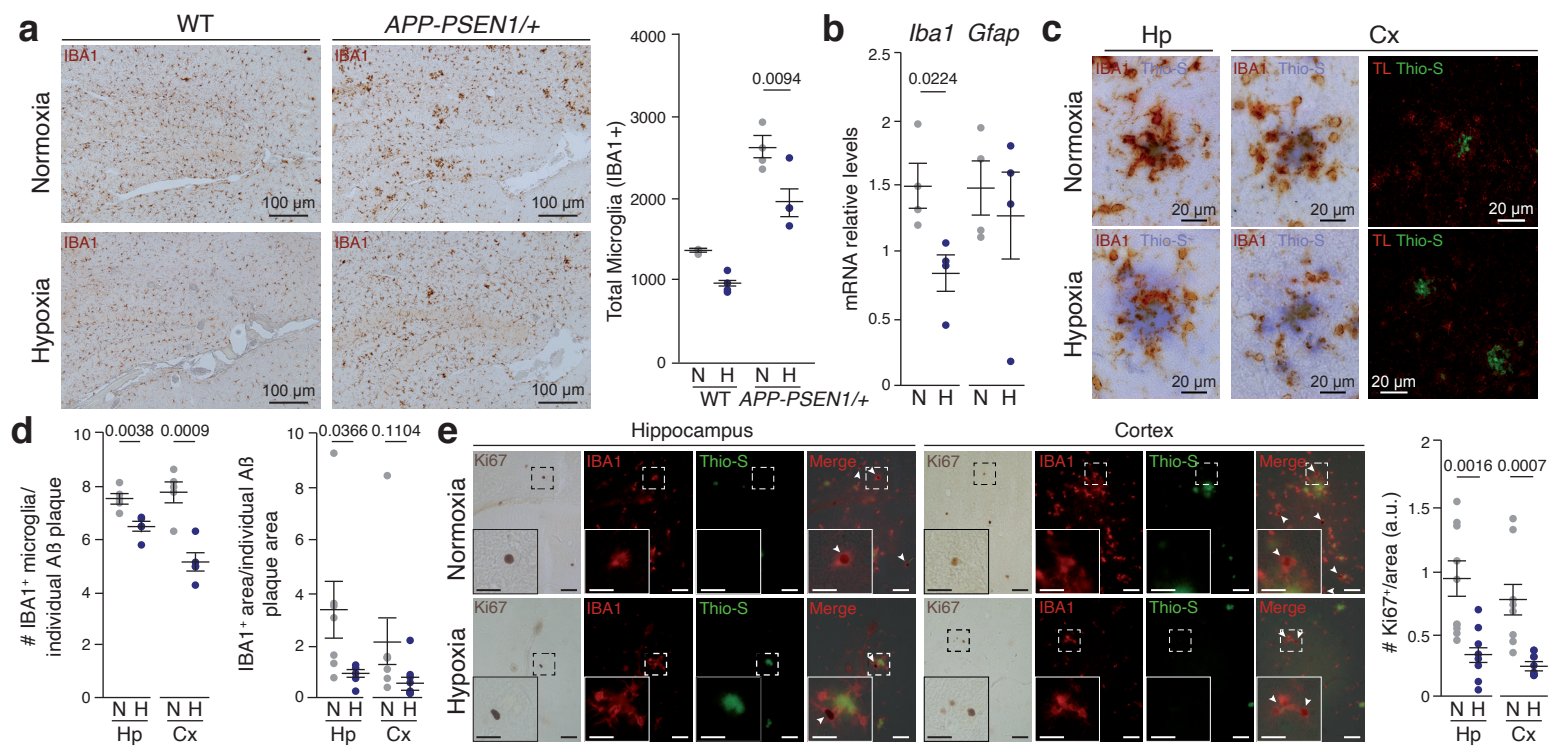 a
WT
APP-PSEN1/+
Normoxia
IBA1
100 µm
IBA1
100 µm
Hypoxia
IBA1
100 µm
IBA1
100 µm
Total Microglia (IBA1 +)
4000
3000
2000
1000
0
0.0094
N H N H
WT APP-PSEN1/+
b
Iba1 Gfap
mRNA relative levels
2.5
2
1.5
1
0.5
0
0.0224
N H N H
c
Hp
Cx
Normoxia
IBA1 Thio-S
20 µm
IBA1 Thio-S
20 µm
TL Thio-S
20 µm
Hypoxia
IBA1 Thio-S
20 µm
IBA1 Thio-S
20 µm
TL Thio-S
20 µm
d
# IBA1⁺ microglia/
individual Aβ plaque
10
8
6
4
2
0
0.0038 0.0009
N H N H
Hp Cx
IBA1⁺ area/individual Aβ
plaque area
10
8
6
4
2
0
0.0366 0.1104
N H N H
Hp Cx
e
Hippocampus
Cortex
Normoxia
Ki67
IBA1
Thio-S
Merge
Ki67
IBA1
Thio-S
Merge
Hypoxia
Ki67
IBA1
Thio-S
Merge
Ki67
IBA1
Thio-S
Merge
# Ki67⁺/area (a.u.)
2
1.5
1
0.5
0
0.0016 0.0007
N H N H
Hp Cx